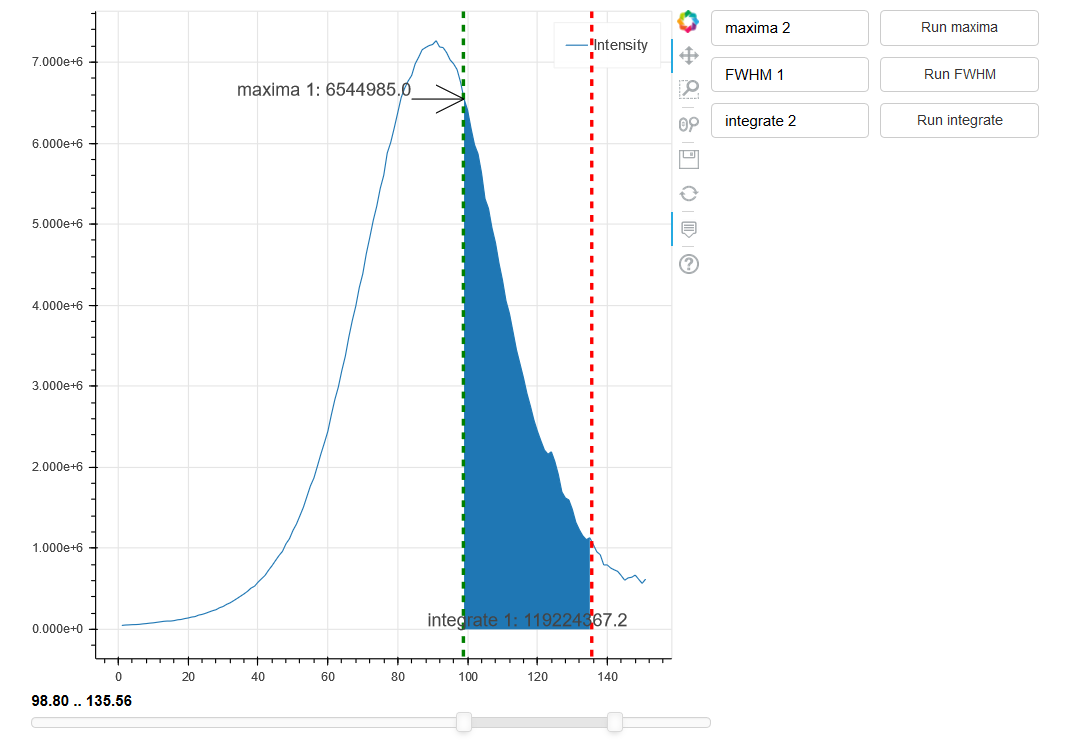 Intensity
maxima 2
Run maxima
7.000e+6
maxima 1: 6544985.0
FWHM 1
Run FWHM
integrate 2
Run integrate
6.000e+6
5.000e+6
4.000e+6
3.000e+6
2.000e+6
1.000e+6
integrate 1: 119224367.2
0.000e+0
0 20 40 60 80 100 120 140
98.80 .. 135.56